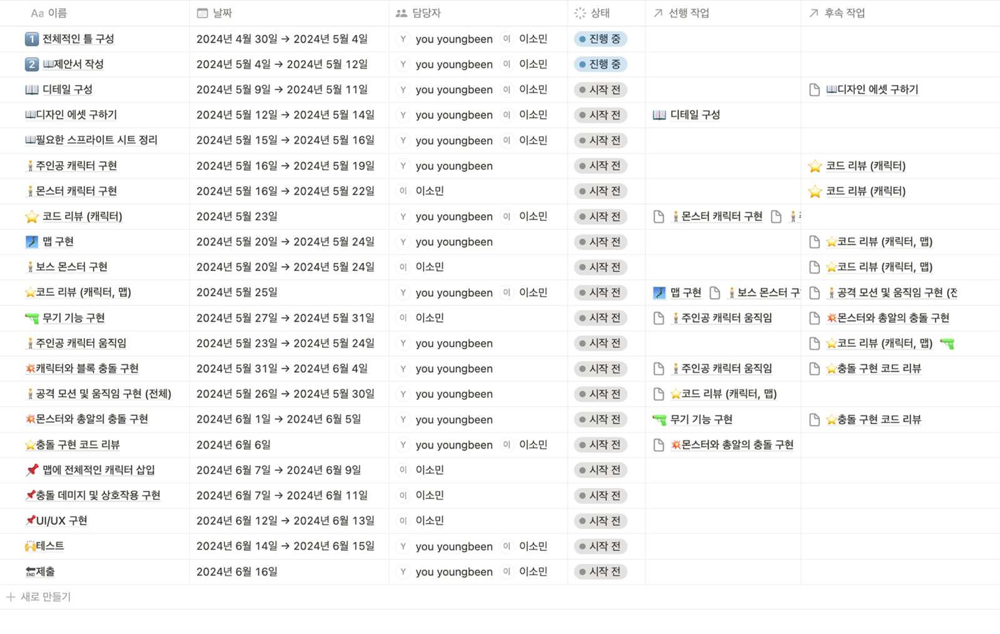 Aa 이름 날짜 담당자 상태 선행 작업 후속 작업
1 전체적인 틀 구성 2024년 4월 30일 → 2024년 5월 4일 Y you youngbeen 이 이소민 진행 중
2 제안서 작성 2024년 5월 4일 → 2024년 5월 12일 Y you youngbeen 이 이소민 진행 중
디테일 구성 2024년 5월 9일 → 2024년 5월 11일 Y you youngbeen 이 이소민 시작 전 디자인 에셋 구하기
디자인 에셋 구하기 2024년 5월 12일 → 2024년 5월 14일 Y you youngbeen 이 이소민 시작 전 디테일 구성
필요한 스프라이트 시트 정리 2024년 5월 15일 → 2024년 5월 16일 Y you youngbeen 이 이소민 시작 전
주인공 캐릭터 구현 2024년 5월 16일 → 2024년 5월 19일 Y you youngbeen 시작 전 코드 리뷰 (캐릭터)
몬스터 캐릭터 구현 2024년 5월 16일 → 2024년 5월 22일 이 이소민 시작 전 코드 리뷰 (캐릭터)
코드 리뷰 (캐릭터) 2024년 5월 23일 Y you youngbeen 이 이소민 시작 전 몬스터 캐릭터 구현
맵 구현 2024년 5월 20일 → 2024년 5월 24일 Y you youngbeen 시작 전 코드 리뷰 (캐릭터, 맵)
보스 몬스터 구현 2024년 5월 20일 → 2024년 5월 24일 이 이소민 시작 전 코드 리뷰 (캐릭터, 맵)
코드 리뷰 (캐릭터, 맵) 2024년 5월 25일 Y you youngbeen 이 이소민 시작 전 맵 구현 보스 몬스터 구 공격 모션 및 움직임 구현 (전
무기 기능 구현 2024년 5월 27일 → 2024년 5월 31일 이 이소민 시작 전 주인공 캐릭터 움직임 몬스터와 총알의 충돌 구현
주인공 캐릭터 움직임 2024년 5월 23일 → 2024년 5월 24일 Y you youngbeen 시작 전 코드 리뷰 (캐릭터, 맵)
캐릭터와 블록 충돌 구현 2024년 5월 31일 → 2024년 6월 4일 Y you youngbeen 시작 전 주인공 캐릭터 움직임 충돌 구현 코드 리뷰
공격 모션 및 움직임 구현 (전체) 2024년 5월 26일 → 2024년 5월 30일 Y you youngbeen 시작 전 코드 리뷰 (캐릭터, 맵)
몬스터와 총알의 충돌 구현 2024년 6월 1일 → 2024년 6월 5일 Y you youngbeen 시작 전 무기 기능 구현 충돌 구현 코드 리뷰
충돌 구현 코드 리뷰 2024년 6월 6일 Y you youngbeen 이 이소민 시작 전 몬스터와 총알의 충돌 구현
맵에 전체적인 캐릭터 삽입 2024년 6월 7일 → 2024년 6월 9일 이 이소민 시작 전
충돌 데미지 및 상호작용 구현 2024년 6월 7일 → 2024년 6월 11일 이 이소민 시작 전
UI/UX 구현 2024년 6월 12일 → 2024년 6월 13일 이 이소민 시작 전
테스트 2024년 6월 14일 → 2024년 6월 15일 Y you youngbeen 이 이소민 시작 전
END 제출 2024년 6월 16일 Y you youngbeen 이 이소민 시작 전
+ 새로 만들기